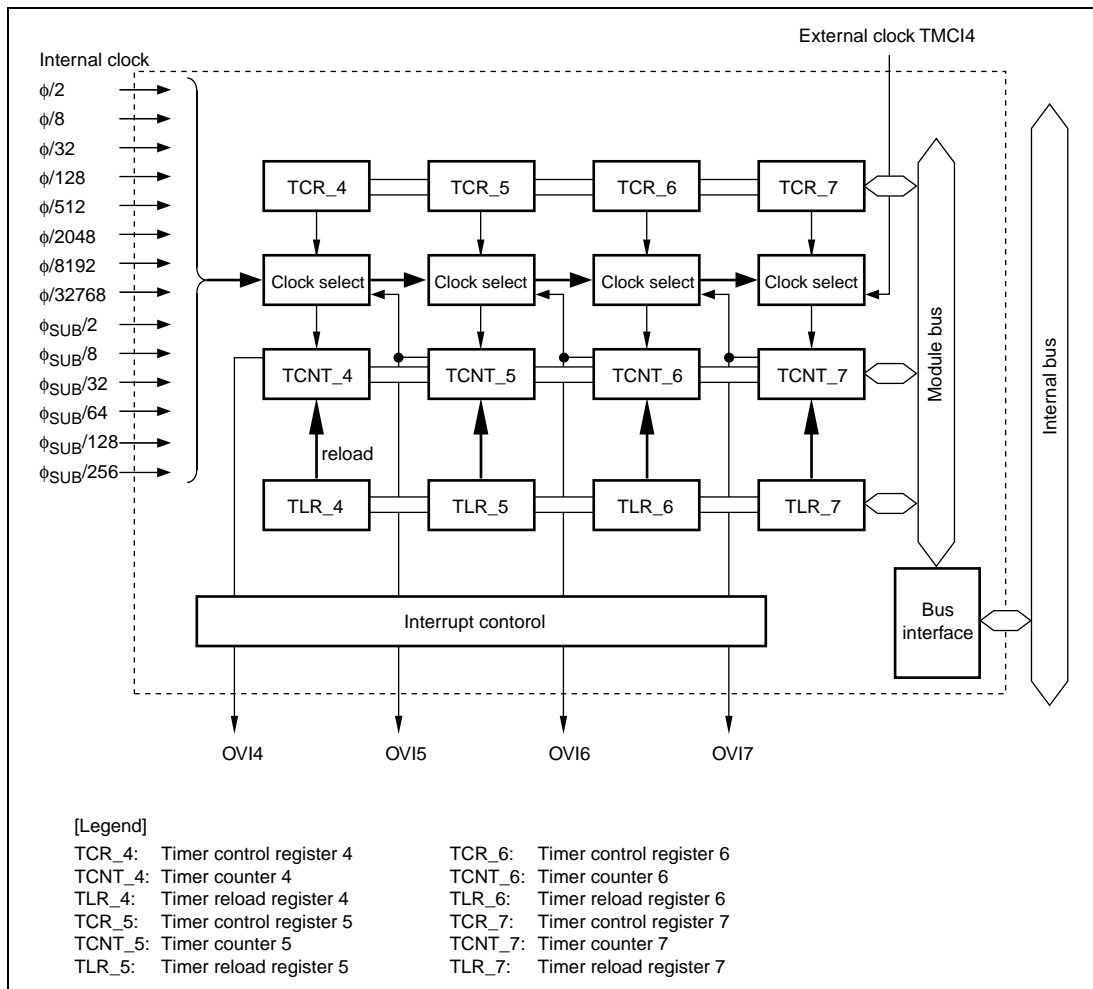 External clock TMCI4
Internal clock
ϕ/2
ϕ/8
ϕ/32
ϕ/128
ϕ/512
ϕ/2048
ϕ/8192
ϕ/32768
ϕSUB/2
ϕSUB/8
ϕSUB/32
ϕSUB/64
ϕSUB/128
ϕSUB/256
TCR_4 TCR_5 TCR_6 TCR_7
Clock select Clock select Clock select Clock select
TCNT_4 TCNT_5 TCNT_6 TCNT_7
reload
TLR_4 TLR_5 TLR_6 TLR_7
Module bus
Internal bus
Interrupt contorol
Bus
interface
OVI4 OVI5 OVI6 OVI7
[Legend]
TCR_4: Timer control register 4
TCNT_4: Timer counter 4
TLR_4: Timer reload register 4
TCR_5: Timer control register 5
TCNT_5: Timer counter 5
TLR_5: Timer reload register 5
TCR_6: Timer control register 6
TCNT_6: Timer counter 6
TLR_6: Timer reload register 6
TCR_7: Timer control register 7
TCNT_7: Timer counter 7
TLR_7: Timer reload register 7